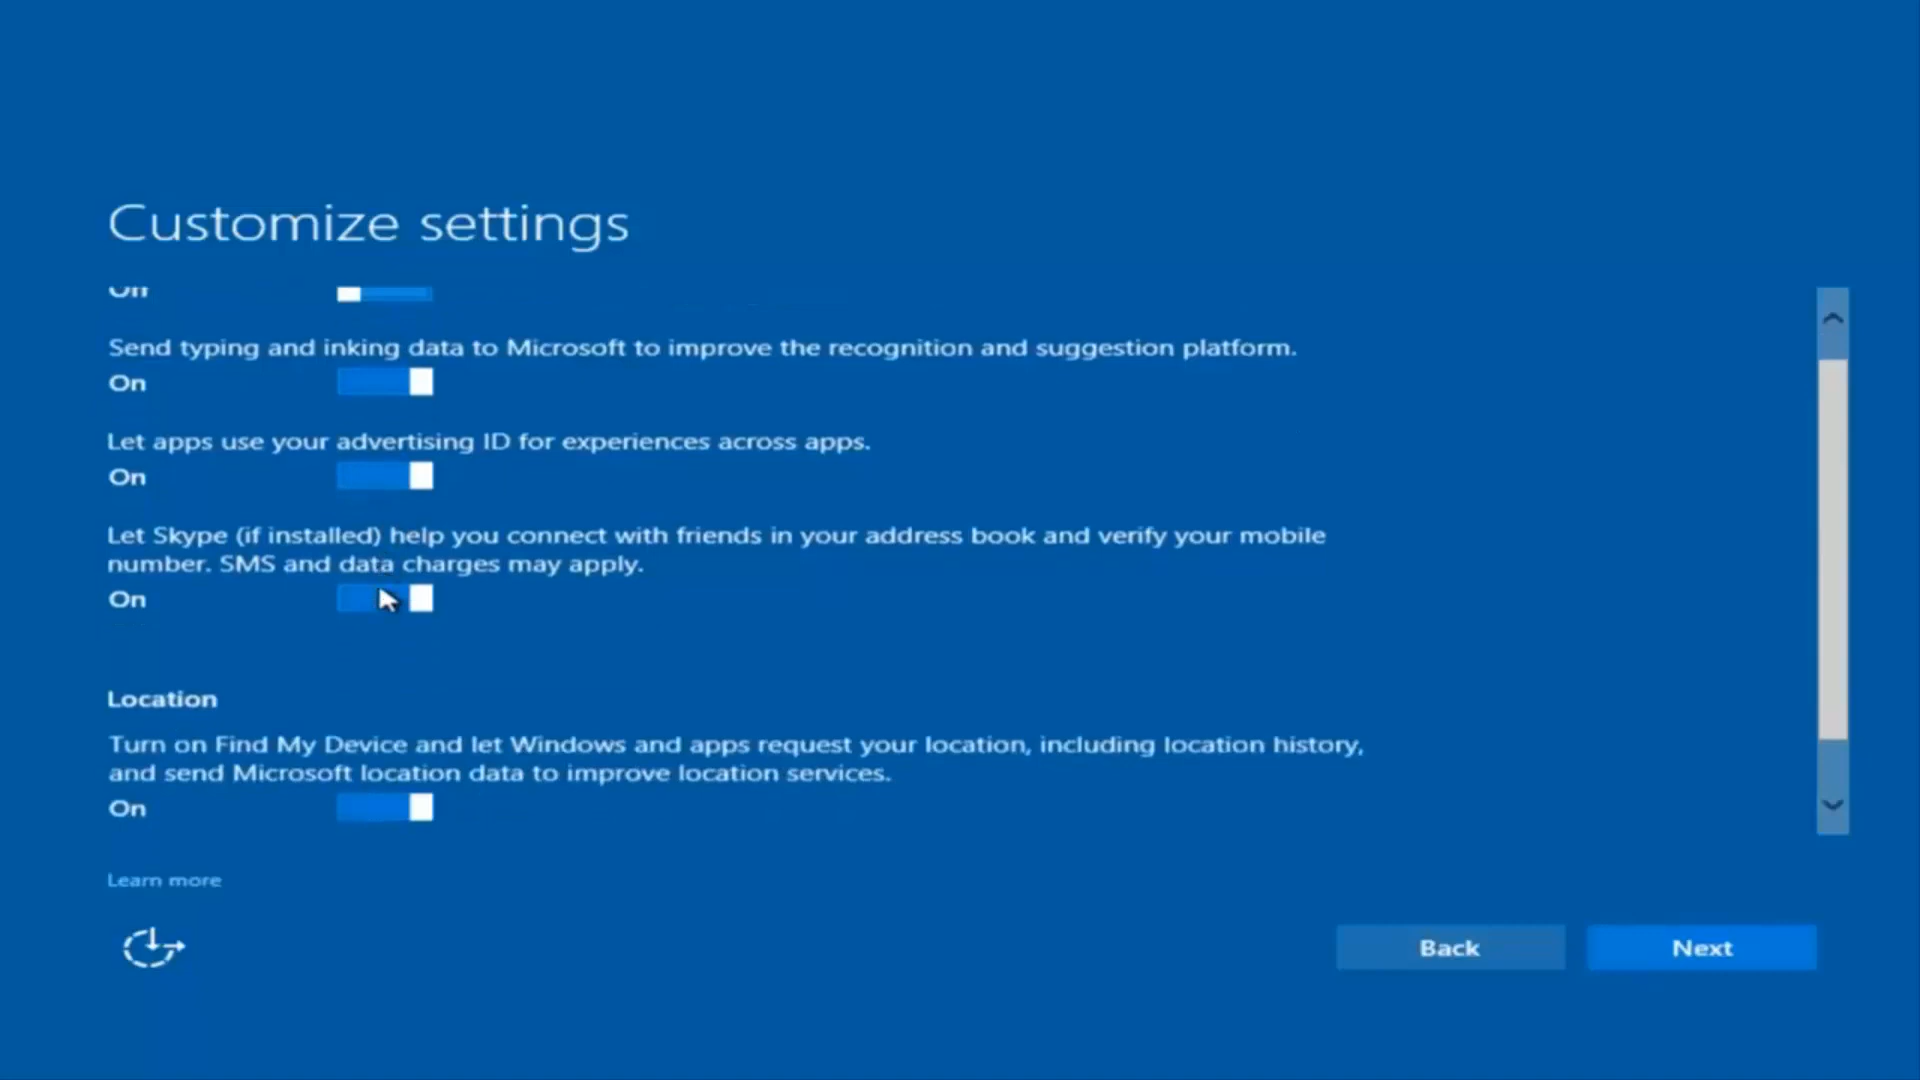 Customize settings
Off
Send typing and inking data to Microsoft to improve the recognition and suggestion platform.
On
Let apps use your advertising ID for experiences across apps.
On
Let Skype (if installed) help you connect with friends in your address book and verify your mobile
number. SMS and data charges may apply.
On
Location
Turn on Find My Device and let Windows and apps request your location, including location history,
and send Microsoft location data to improve location services.
On
Learn more
Back
Next